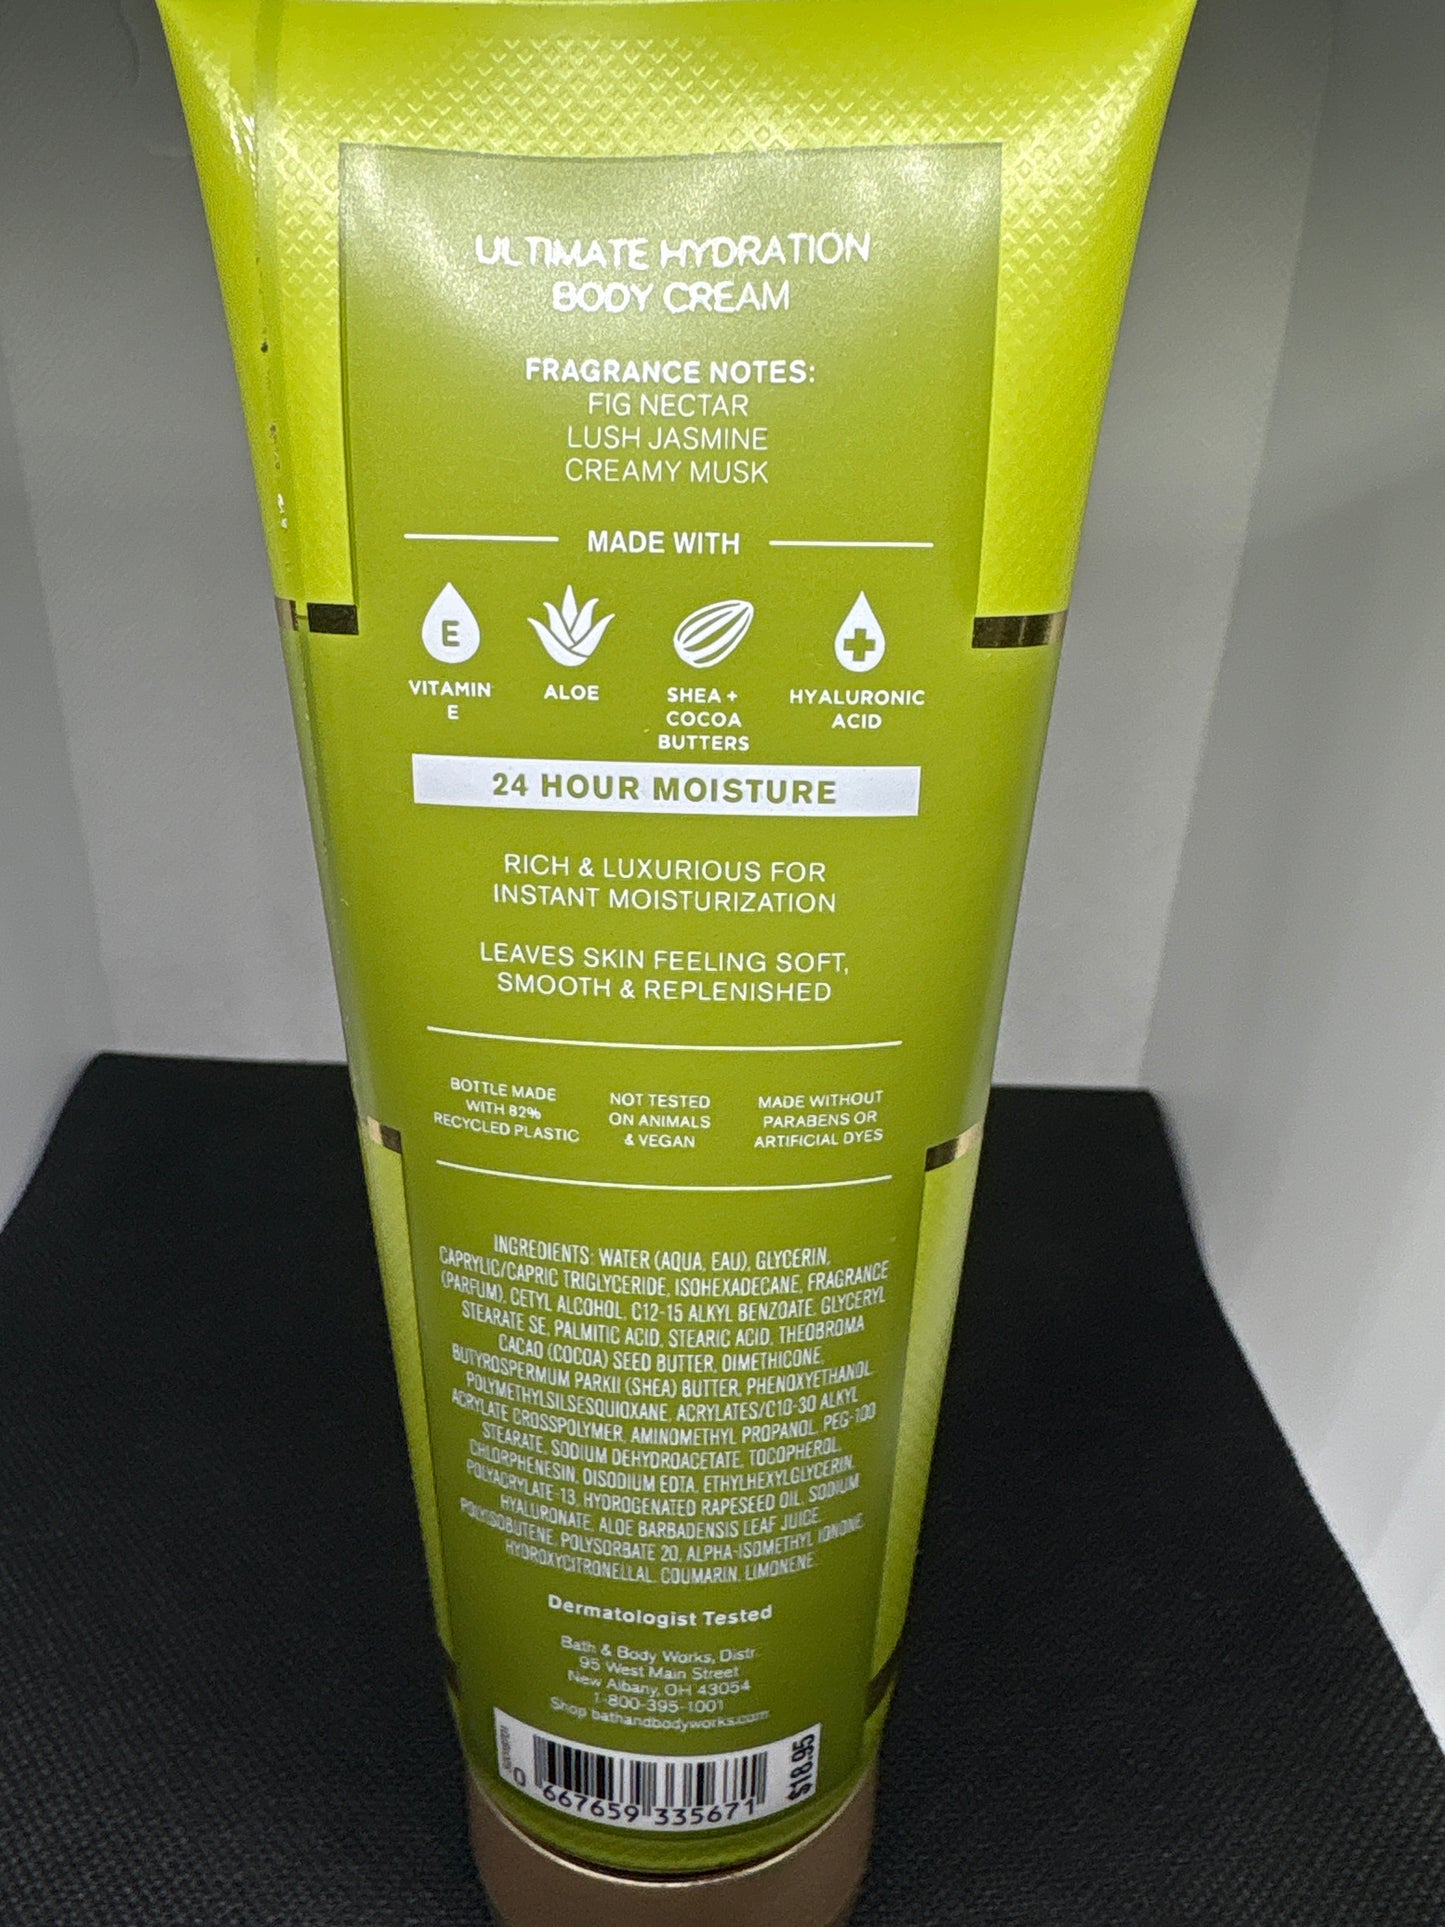 ULTIMATE HYDRATION
BODY CREAM
FRAGRANCE NOTES:
FIG NECTAR
LUSH JASMINE
CREAMY MUSK
MADE WITH
E
VITAMIN
E
ALOE
SHEA +
COCOA
BUTTERS
HYALURONIC
ACID
24 HOUR MOISTURE
RICH & LUXURIOUS FOR
INSTANT MOISTURIZATION
LEAVES SKIN FEELING SOFT,
SMOOTH & REPLENISHED
BOTTLE MADE
WITH 82%
RECYCLED PLASTIC
NOT TESTED
ON ANIMALS
& VEGAN
MADE WITHOUT
PARABENS OR
ARTIFICIAL DYES
INGREDIENTS: WATER (AQUA, EAU), GLYCERIN,
CAPRYLIC/CAPRIC TRIGLYCERIDE, ISOHEXADECANE, FRAGRANCE
(PARFUM), CETYL ALCOHOL, C12-15 ALKYL BENZOATE, GLYCERYL
STEARATE SE, PALMITIC ACID, STEARIC ACID, THEOBROMA
CACAO (COCOA) SEED BUTTER, DIMETHICONE,
BUTYROSPERMUM PARKII (SHEA) BUTTER, PHENOXYETHANOL,
POLYMETHYLSILSESQUIOXANE, ACRYLATES/C10-30 ALKYL
ACRYLATE CROSSPOLYMER, AMINOMETHYL PROPANOL, PEG-100
STEARATE, SODIUM DEHYDROACETATE, TOCOPHEROL,
CHLORPHENESIN, DISODIUM EDTA, ETHYLHEXYLGLYCERIN,
POLYACRYLATE-13, HYDROGENATED RAPESEED OIL, SODIUM
HYALURONATE, ALOE BARBADENSIS LEAF JUICE,
POLYISOBUTENE, POLYSORBATE 20, ALPHA-ISOMETHYL IONONE,
HYDROXYCITRONELLAL, COUMARIN, LIMONENE.
Dermatologist Tested
Bath & Body Works, Distr.
95 West Main Street
New Albany, OH 43054
1-800-395-1001
Shop bathandbodyworks.com
0 667659 335671
$18.95